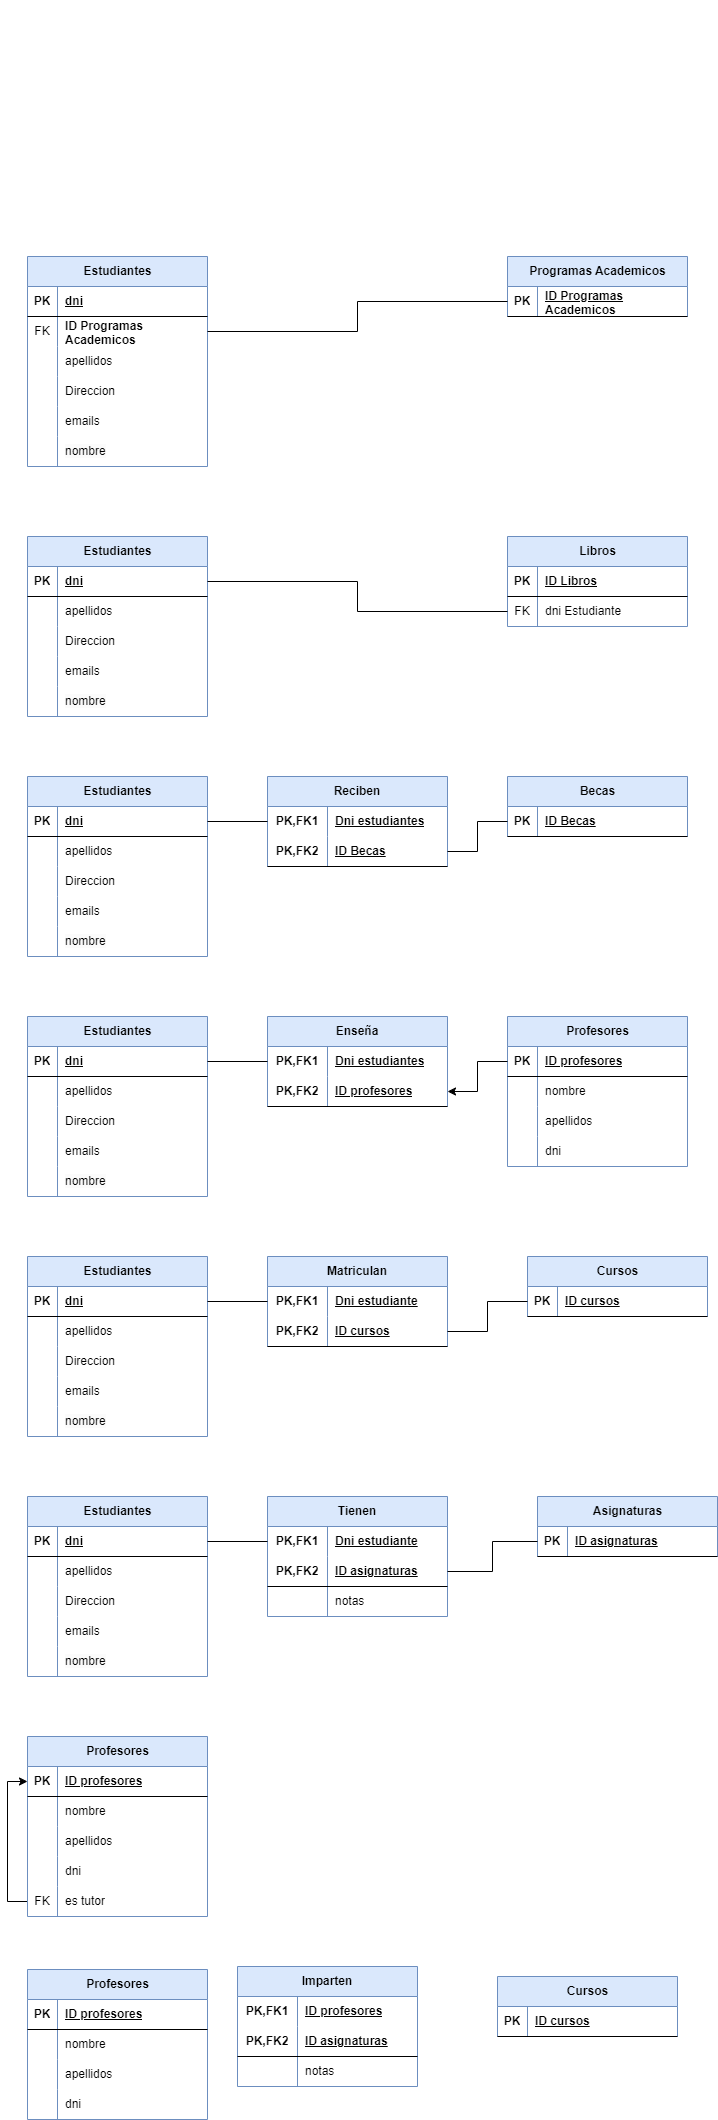 Estudiantes
PK dni
FK ID Programas
Academicos
apellidos
Direccion
emails
nombre
Programas Academicos
PK ID Programas
Academicos
Estudiantes
PK dni
apellidos
Direccion
emails
nombre
Libros
PK ID Libros
FK dni Estudiante
Estudiantes
PK dni
apellidos
Direccion
emails
nombre
Reciben
PK,FK1 Dni estudiantes
PK,FK2 ID Becas
Becas
PK ID Becas
Estudiantes
PK dni
apellidos
Direccion
emails
nombre
Enseña
PK,FK1 Dni estudiantes
PK,FK2 ID profesores
Profesores
PK ID profesores
nombre
apellidos
dni
Estudiantes
PK dni
apellidos
Direccion
emails
nombre
Matriculan
PK,FK1 Dni estudiante
PK,FK2 ID cursos
Cursos
PK ID cursos
Estudiantes
PK dni
apellidos
Direccion
emails
nombre
Tienen
PK,FK1 Dni estudiante
PK,FK2 ID asignaturas
notas
Asignaturas
PK ID asignaturas
Profesores
PK ID profesores
nombre
apellidos
dni
FK es tutor
Profesores
PK ID profesores
nombre
apellidos
dni
Imparten
PK,FK1 ID profesores
PK,FK2 ID asignaturas
notas
Cursos
PK ID cursos